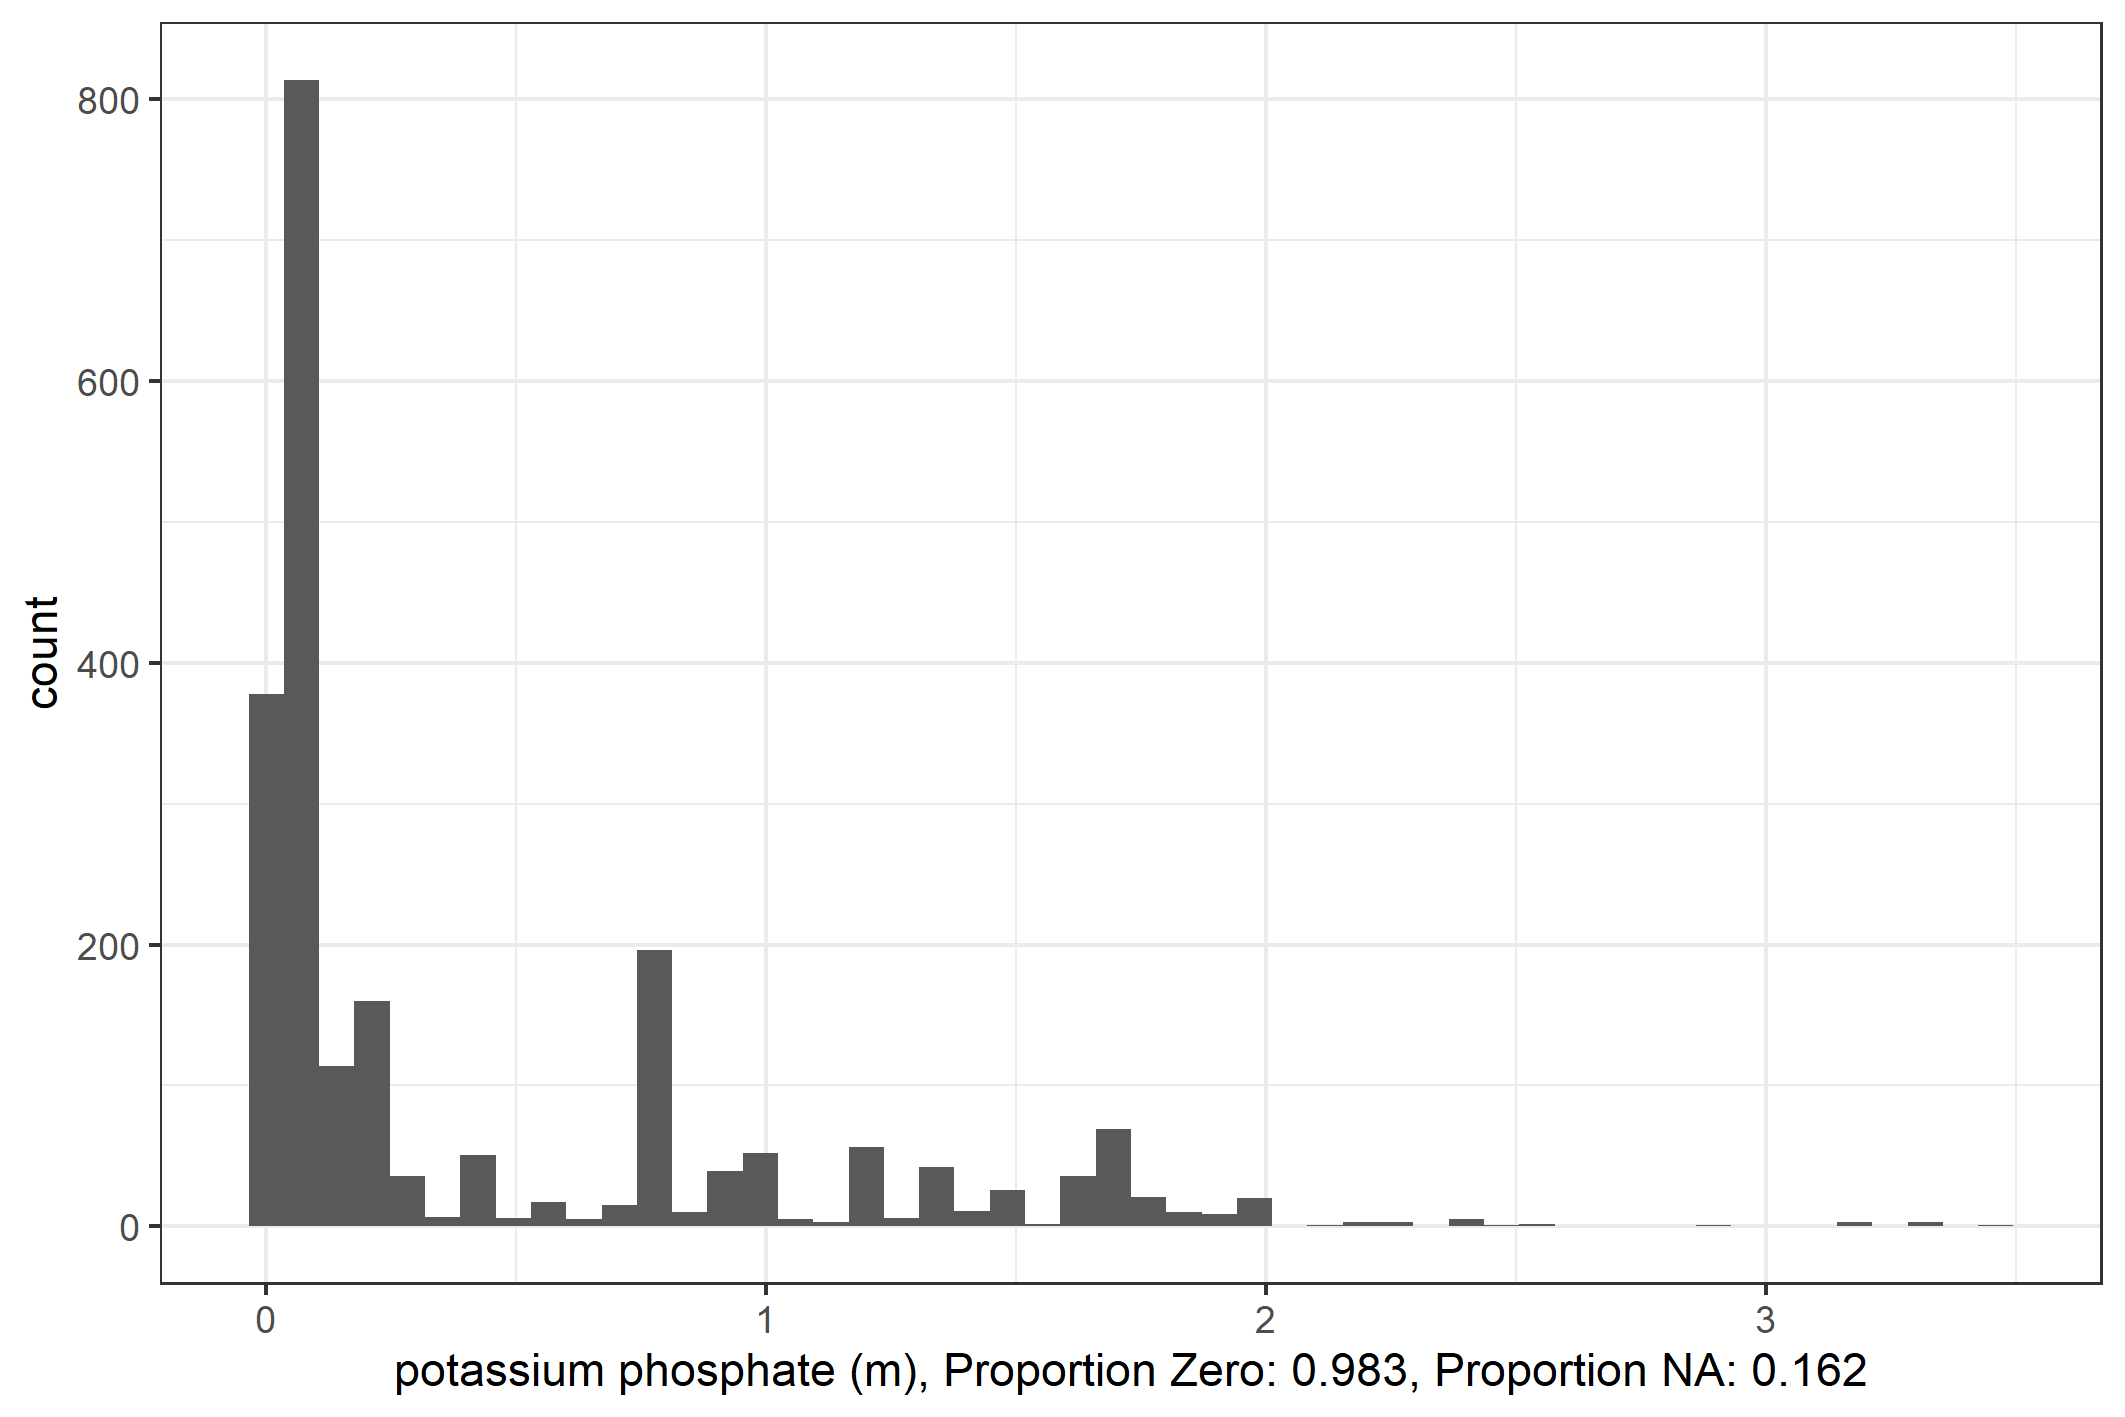 800
600
400
200
0
count
0 1 2 3
potassium phosphate (m), Proportion Zero: 0.983, Proportion NA: 0.162